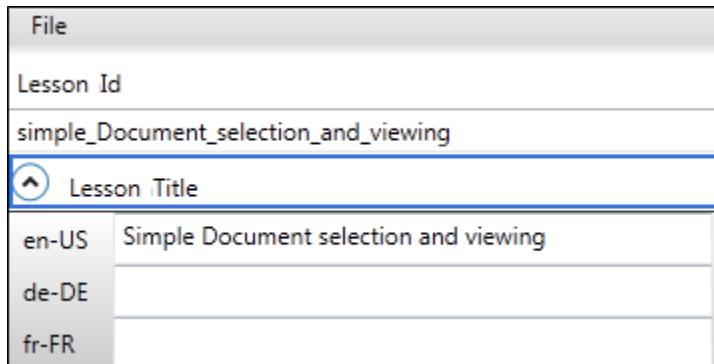 File
Lesson Id
simple_Document_selection_and_viewing
Lesson Title
en-US Simple Document selection and viewing
de-DE
fr-FR